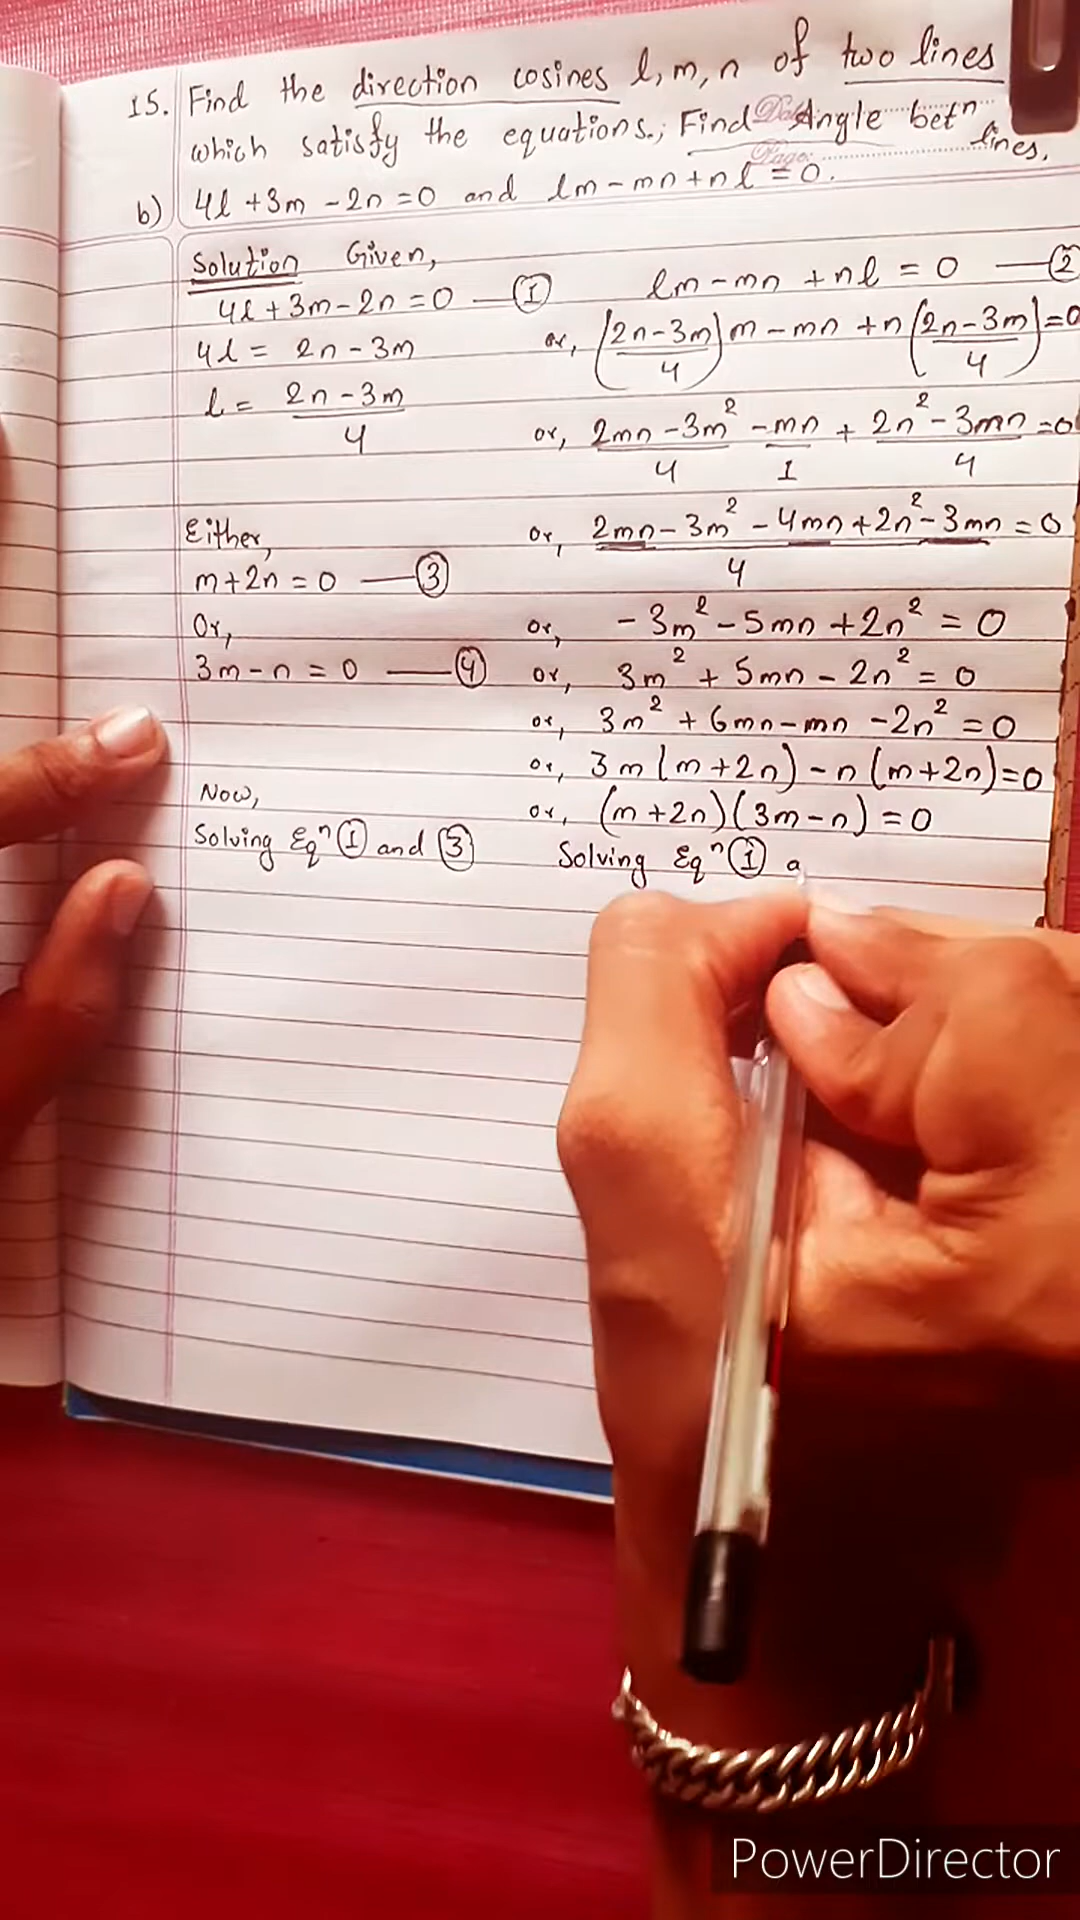 15. Find the direction cosines l, m, n of two lines
which satisfy the equations.; Find Angle betⁿ lines.
b) 4l + 3m - 2n = 0 and lm - mn + nl = 0.
Solution Given,
4l + 3m - 2n = 0 — ①
4l = 2n - 3m
l = (2n - 3m)/4
lm - mn + nl = 0 — ②
or, ((2n - 3m)/4) m - mn + n ((2n - 3m)/4) = 0
or, (2mn - 3m²)/4 - mn/1 + (2n² - 3mn)/4 = 0
or, (2mn - 3m² - 4mn + 2n² - 3mn)/4 = 0
or, - 3m² - 5mn + 2n² = 0
or, 3m² + 5mn - 2n² = 0
or, 3m² + 6mn - mn - 2n² = 0
or, 3m (m + 2n) - n (m + 2n) = 0
or, (m + 2n) (3m - n) = 0
Either,
m + 2n = 0 — ③
Or,
3m - n = 0 — ④
Now,
Solving Eqⁿ ① and ③
Solving Eqⁿ ① a
PowerDirector